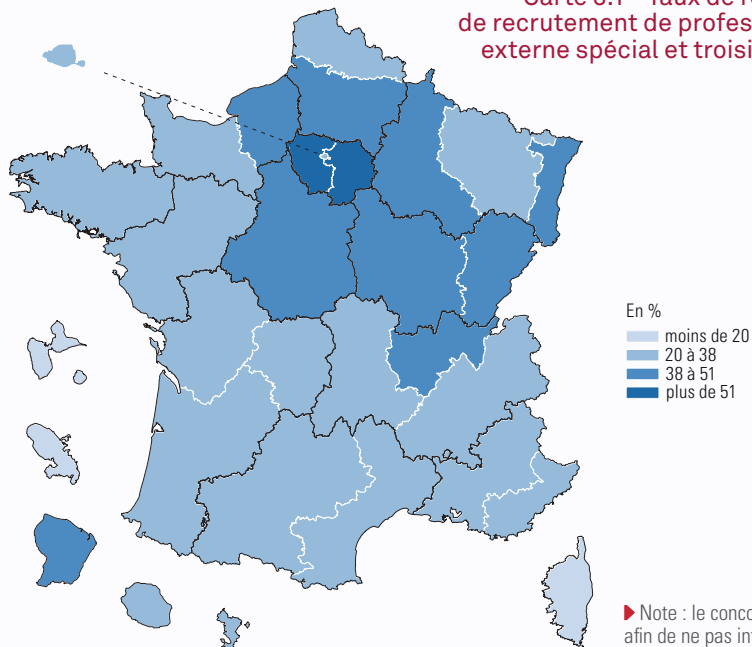 de recrutement de profes
externe spécial et troisi
En %
moins de 20
20 à 38
38 à 51
plus de 51
Note : le conco
afin de ne pas in